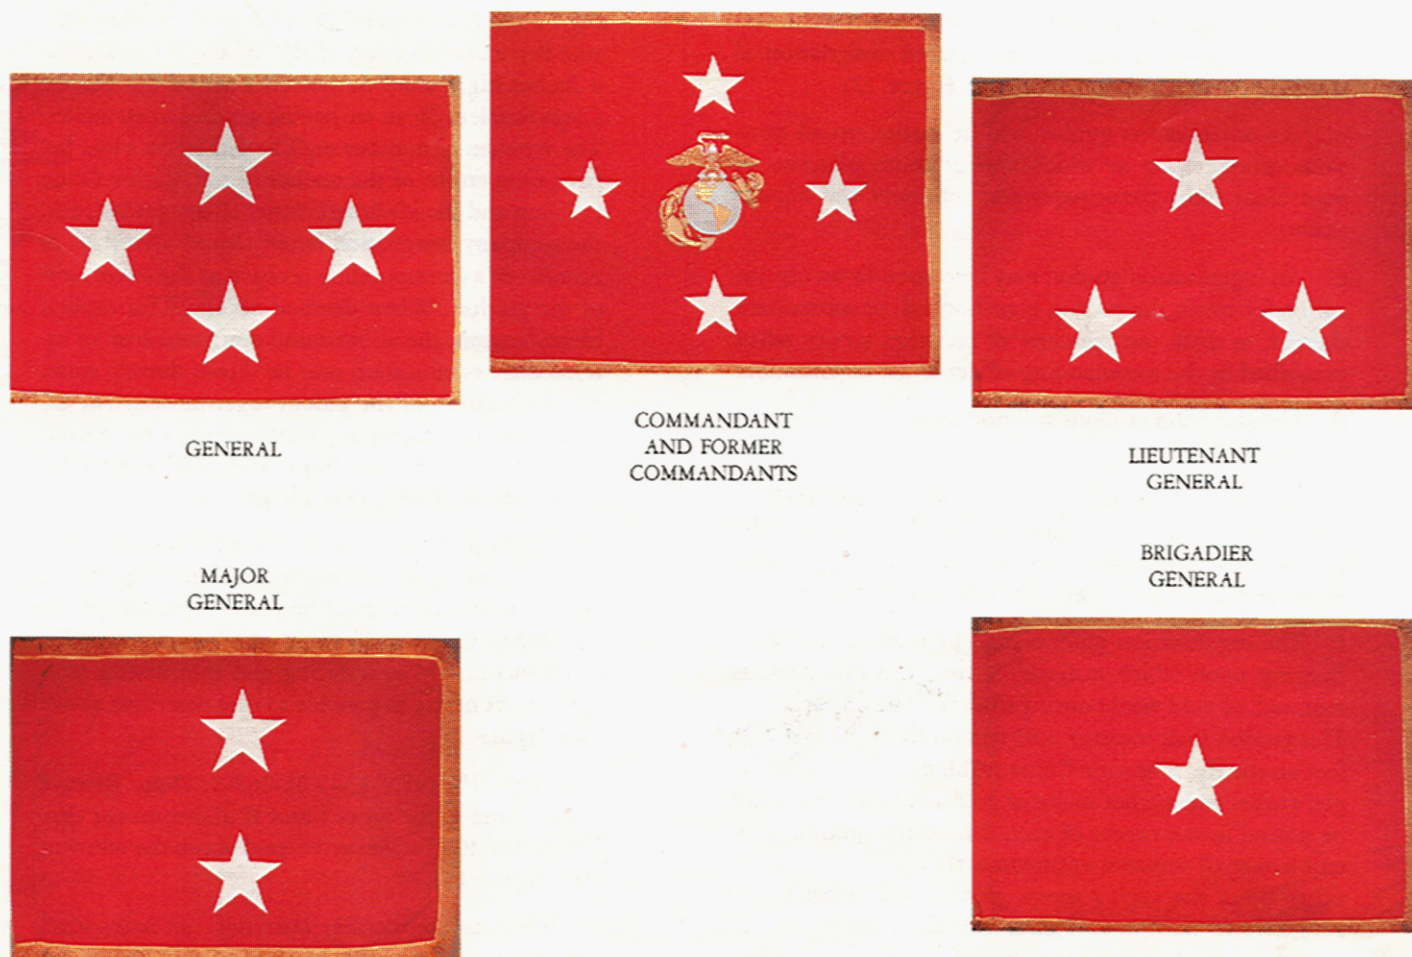 GENERAL
COMMANDANT
AND FORMER
COMMANDANTS
LIEUTENANT
GENERAL
MAJOR
GENERAL
BRIGADIER
GENERAL